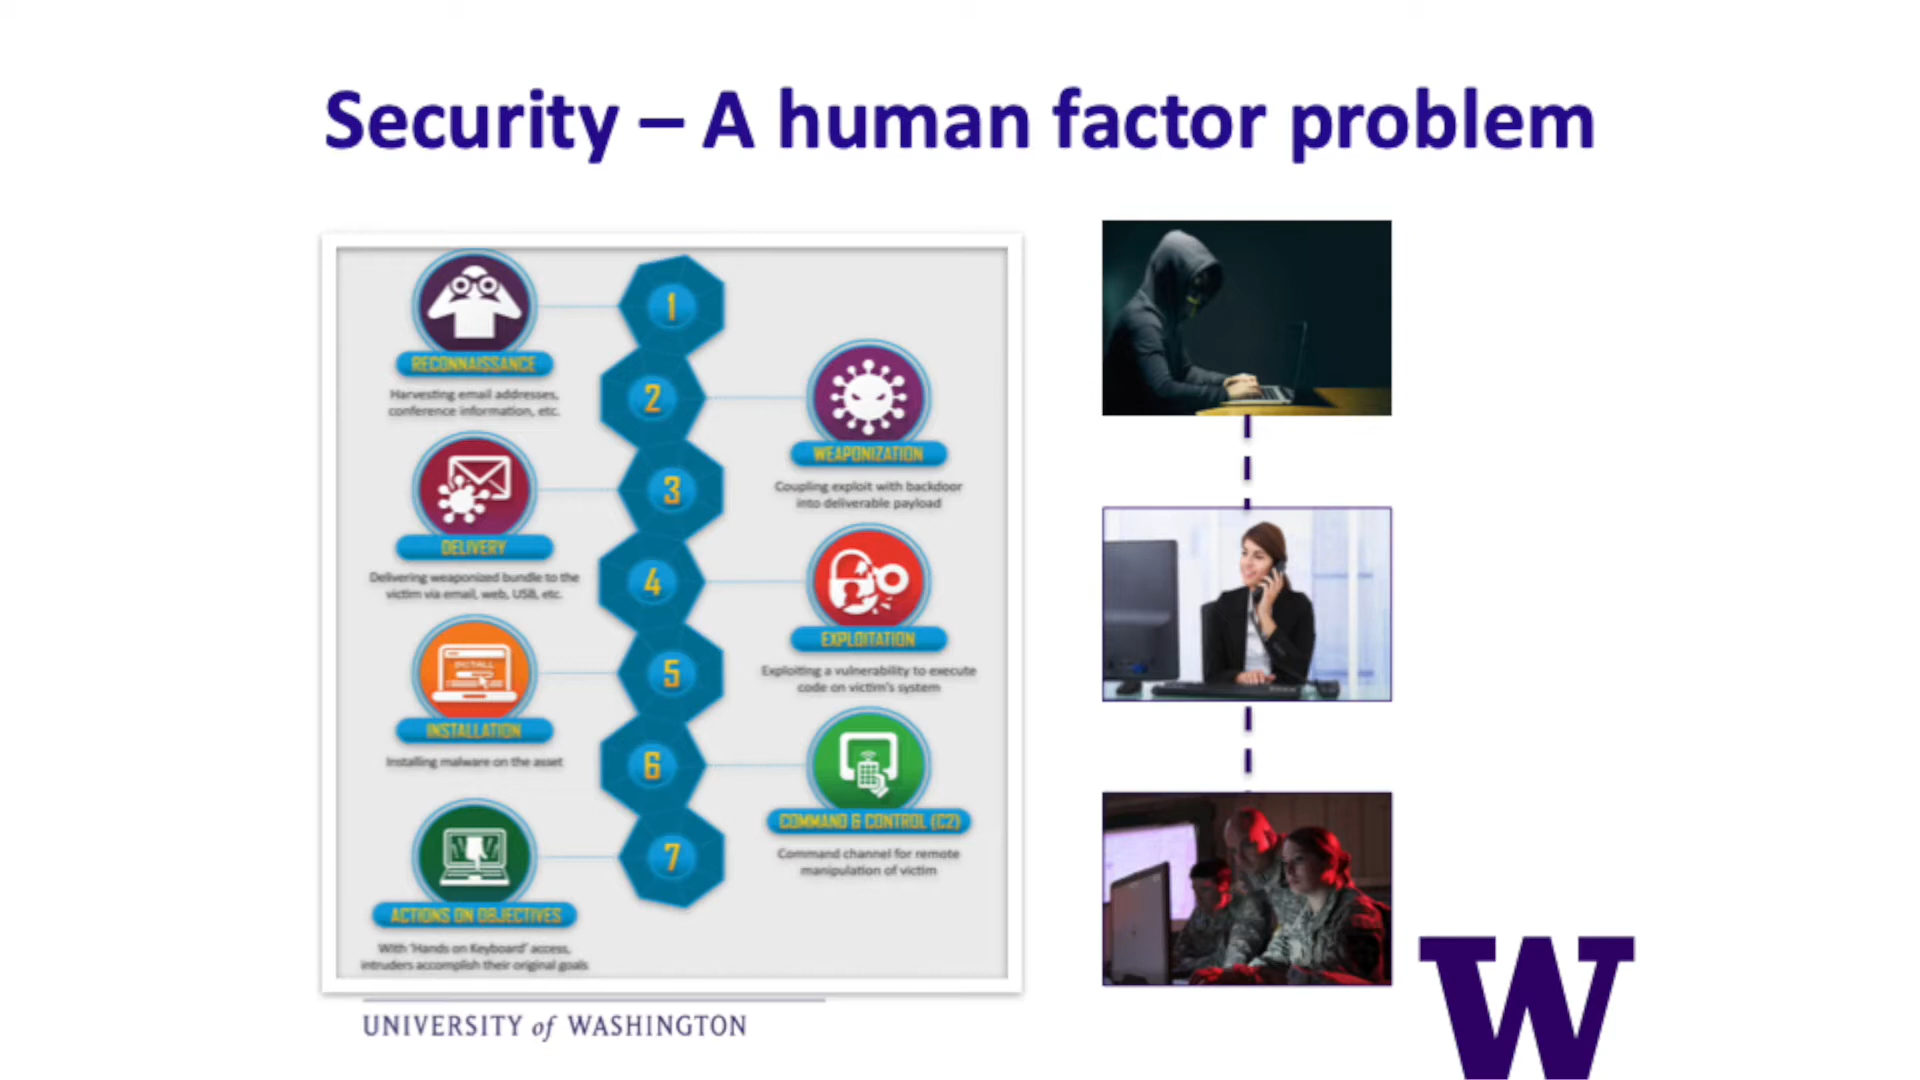 Security – A human factor problem
1
RECONNAISSANCE
Harvesting email addresses,
conference information, etc.
2
WEAPONIZATION
Coupling exploit with backdoor
into deliverable payload
3
DELIVERY
Delivering weaponized bundle to the
victim via email, web, USB, etc.
4
EXPLOITATION
Exploiting a vulnerability to execute
code on victim's system
5
INSTALL
INSTALLATION
Installing malware on the asset
6
COMMAND & CONTROL (C2)
Command channel for remote
manipulation of victim
7
ACTIONS ON OBJECTIVES
With 'Hands on Keyboard' access,
intruders accomplish their original goals
UNIVERSITY of WASHINGTON
W